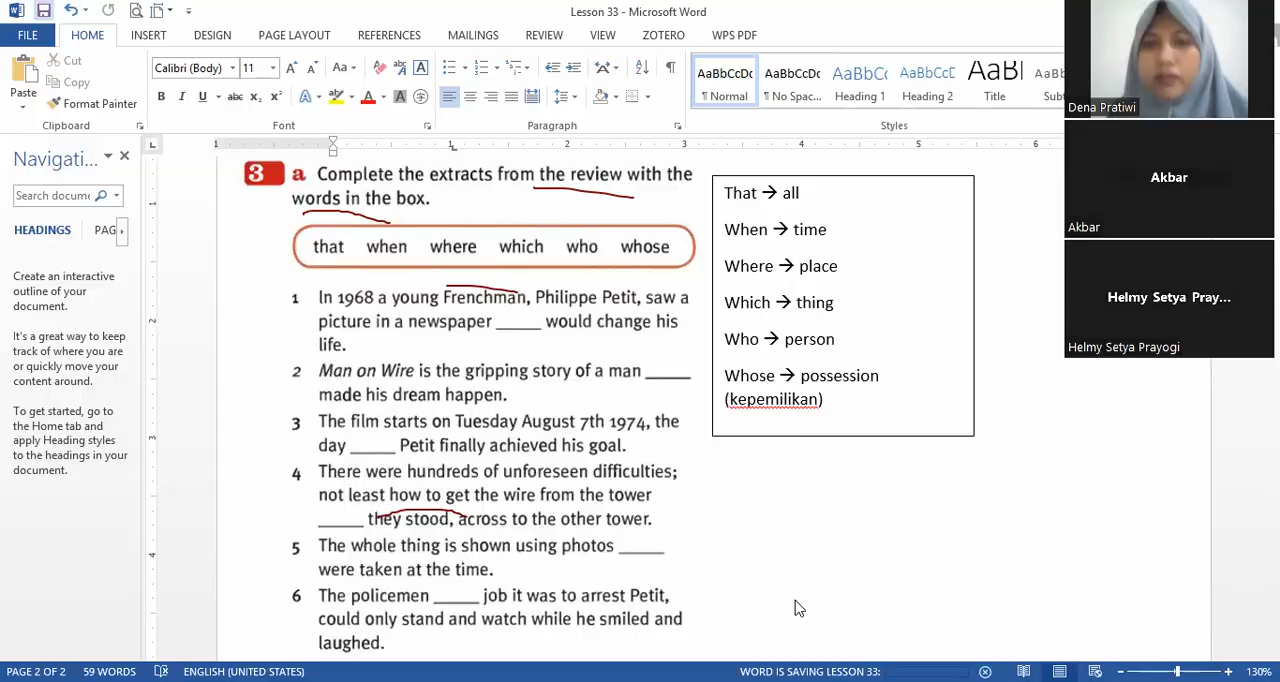 Lesson 33 - Microsoft Word
FILE HOME INSERT DESIGN PAGE LAYOUT REFERENCES MAILINGS REVIEW VIEW ZOTERO WPS PDF
Paste
Cut
Copy
Format Painter
Calibri (Body) 11
AaBbCcDc AaBbCcDc AaBbCc AaBbCcD AaBI
¶ Normal ¶ No Spac... Heading 1 Heading 2 Title
Clipboard Font Paragraph Styles
Navigati...
Search docume
HEADINGS PAG
Create an interactive
outline of your
document.
It's a great way to keep
track of where you are
or quickly move your
content around.
To get started, go to
the Home tab and
apply Heading styles
to the headings in your
document.
3 a Complete the extracts from the review with the
words in the box.
that when where which who whose
1 In 1968 a young Frenchman, Philippe Petit, saw a
picture in a newspaper _____ would change his
life.
2 Man on Wire is the gripping story of a man _____
made his dream happen.
3 The film starts on Tuesday August 7th 1974, the
day _____ Petit finally achieved his goal.
4 There were hundreds of unforeseen difficulties;
not least how to get the wire from the tower
_____ they stood, across to the other tower.
5 The whole thing is shown using photos _____
were taken at the time.
6 The policemen _____ job it was to arrest Petit,
could only stand and watch while he smiled and
laughed.
That → all
When → time
Where → place
Which → thing
Who → person
Whose → possession
(kepemilikan)
Dena Pratiwi
Akbar
Akbar
Helmy Setya Pray...
Helmy Setya Prayogi
PAGE 2 OF 2 59 WORDS ENGLISH (UNITED STATES) WORD IS SAVING LESSON 33: 130%